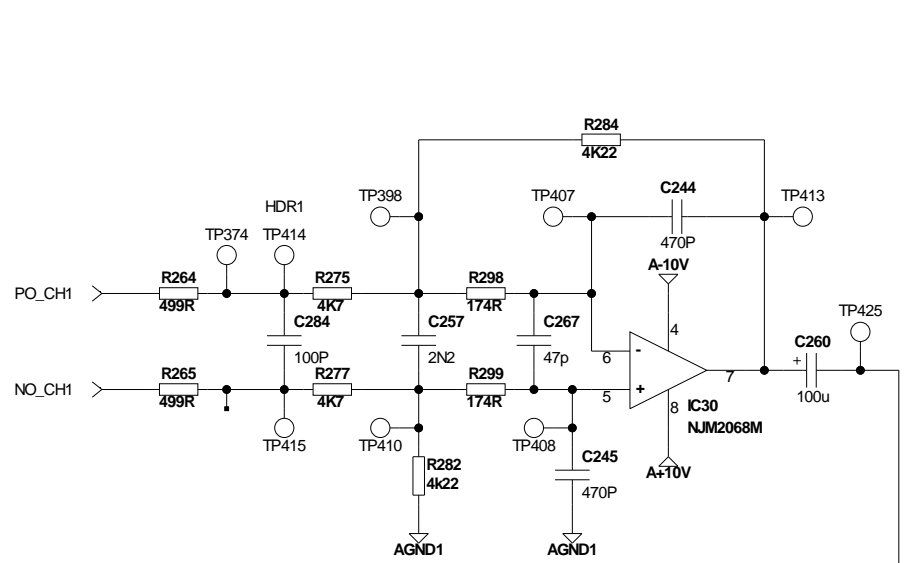 R284
4K22
TP398
TP407
C244
TP413
HDR1
TP374
TP414
470P
A-10V
R264
R275
R298
PO_CH1
499R
4K7
174R
TP425
C284
C257
C267
4
C260
100P
2N2
47p
6
-
+
R265
R277
R299
7
NO_CH1
+
5
100u
499R
4K7
174R
8
IC30
NJM2068M
TP415
TP410
TP408
R282
4k22
C245
A+10V
470P
AGND1
AGND1